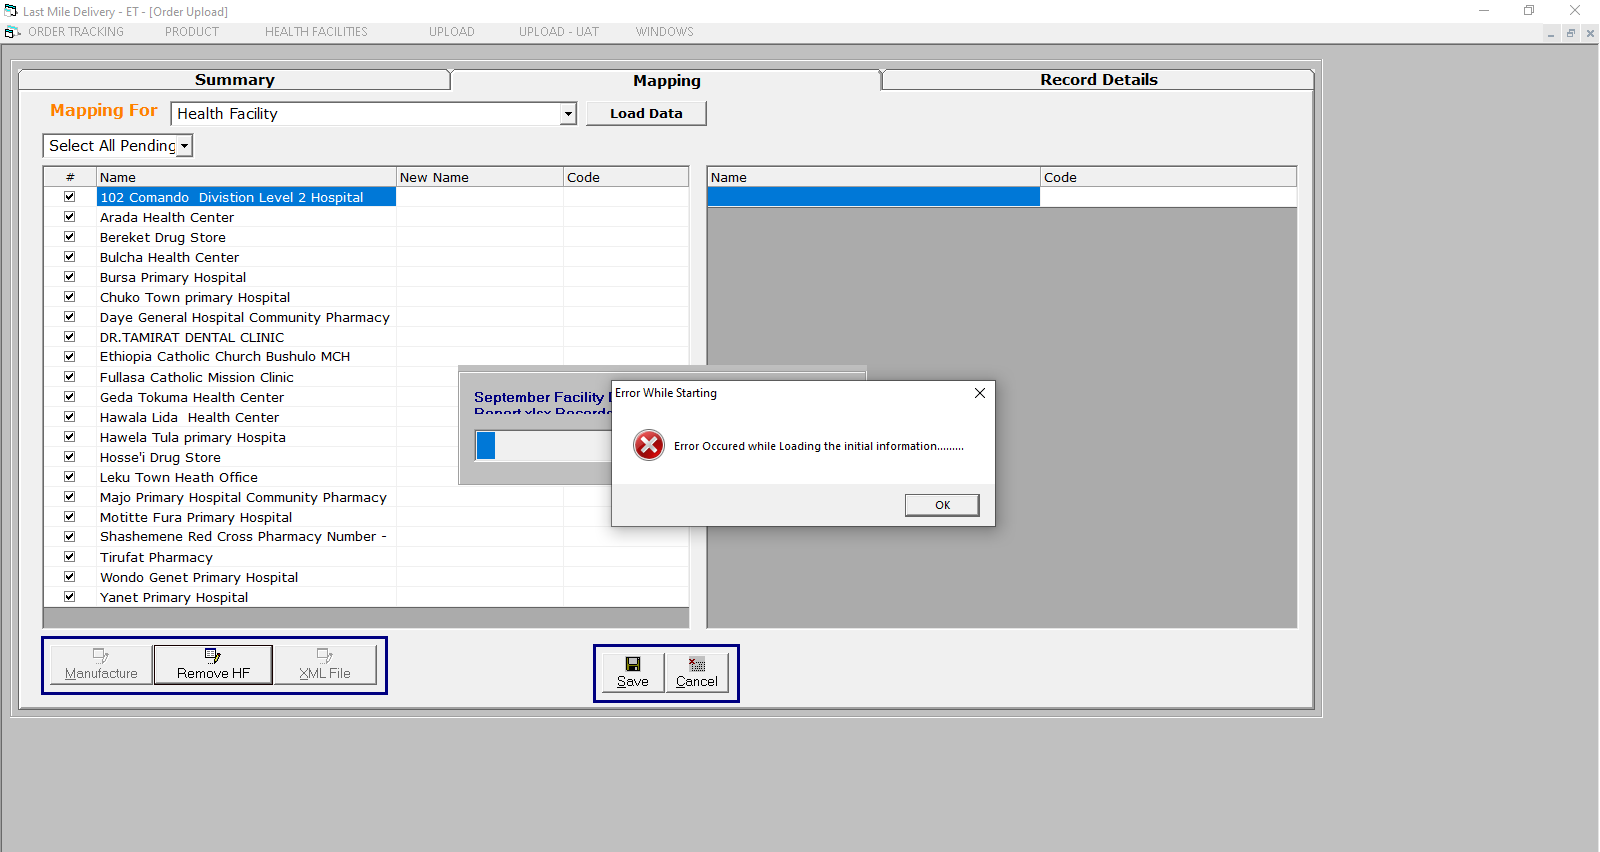 Last Mile Delivery - ET - [Order Upload]
ORDER TRACKING PRODUCT HEALTH FACILITIES UPLOAD UPLOAD - UAT WINDOWS
Summary Mapping Record Details
Mapping For Health Facility Load Data
Select All Pending
# Name New Name Code
102 Comando  Divistion Level 2 Hospital
Arada Health Center
Bereket Drug Store
Bulcha Health Center
Bursa Primary Hospital
Chuko Town primary Hospital
Daye General Hospital Community Pharmacy
DR.TAMIRAT DENTAL CLINIC
Ethiopia Catholic Church Bushulo MCH
Fullasa Catholic Mission Clinic
Geda Tokuma Health Center
Hawala Lida  Health Center
Hawela Tula primary Hospita
Hosse'i Drug Store
Leku Town Heath Office
Majo Primary Hospital Community Pharmacy
Motitte Fura Primary Hospital
Shashemene Red Cross Pharmacy Number -
Tirufat Pharmacy
Wondo Genet Primary Hospital
Yanet Primary Hospital
Name Code
September Facility
Report.xlsx
Error While Starting
Error Occured while Loading the initial information.........
OK
Manufacture Remove HF XML File
Save Cancel